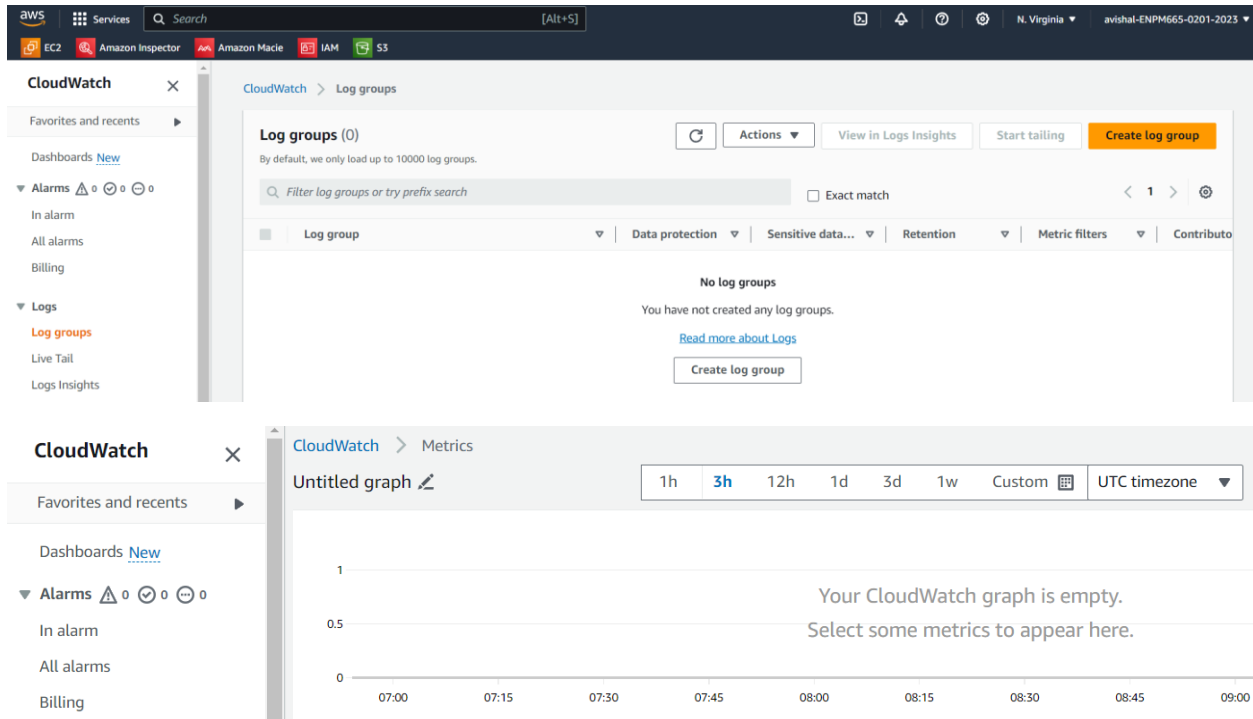 aws Services Search [Alt+S] N. Virginia ▼ avishal-ENPM665-0201-2023 ▼
EC2 Amazon Inspector Amazon Macie IAM S3
CloudWatch
Favorites and recents
Dashboards New
Alarms 0 0 0
In alarm
All alarms
Billing
Logs
Log groups
Live Tail
Logs Insights
CloudWatch > Log groups
Log groups (0)
Actions ▼ View in Logs Insights Start tailing Create log group
By default, we only load up to 10000 log groups.
Filter log groups or try prefix search Exact match < 1 >
Log group Data protection Sensitive data... Retention Metric filters Contributo
No log groups
You have not created any log groups.
Read more about Logs
Create log group
CloudWatch
Favorites and recents
Dashboards New
Alarms 0 0 0
In alarm
All alarms
Billing
CloudWatch > Metrics
Untitled graph 1h 3h 12h 1d 3d 1w Custom UTC timezone ▼
1
Your CloudWatch graph is empty.
0.5
Select some metrics to appear here.
0
07:00 07:15 07:30 07:45 08:00 08:15 08:30 08:45 09:00